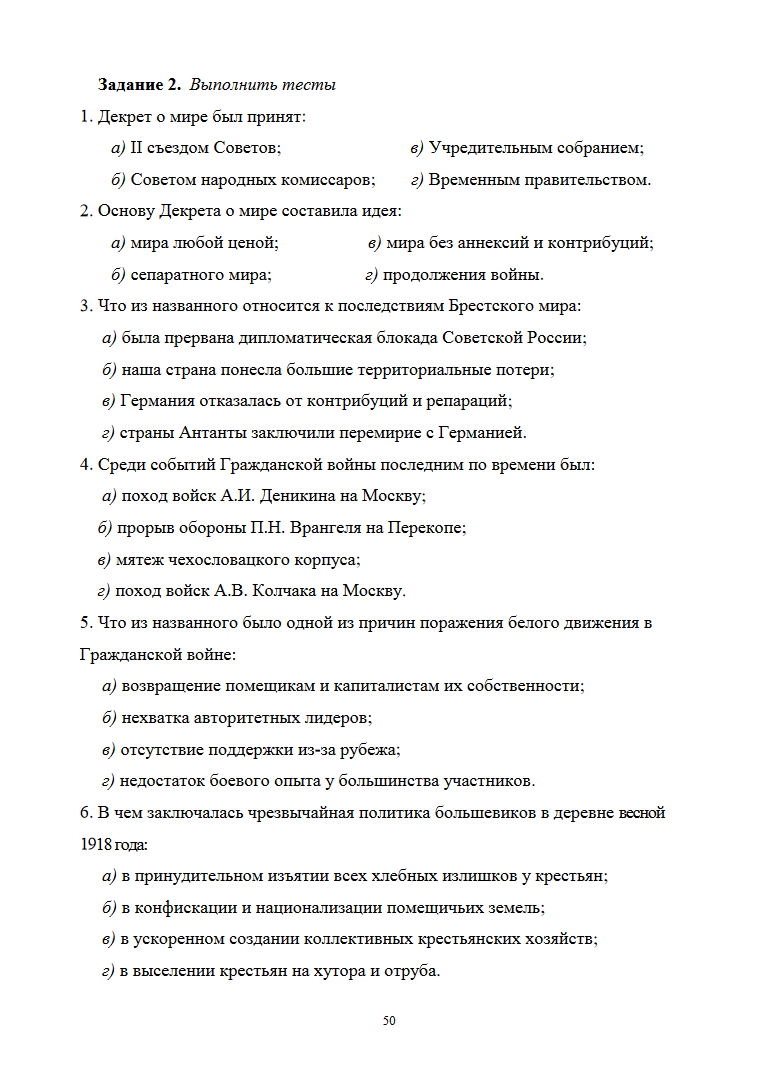 Задание 2. Выполнить тесты
1. Декрет о мире был принят:
а) II съездом Советов; в) Учредительным собранием;
б) Советом народных комиссаров; г) Временным правительством.
2. Основу Декрета о мире составила идея:
а) мира любой ценой; в) мира без аннексий и контрибуций;
б) сепаратного мира; г) продолжения войны.
3. Что из названного относится к последствиям Брестского мира:
а) была прервана дипломатическая блокада Советской России;
б) наша страна понесла большие территориальные потери;
в) Германия отказалась от контрибуций и репараций;
г) страны Антанты заключили перемирие с Германией.
4. Среди событий Гражданской войны последним по времени был:
а) поход войск А.И. Деникина на Москву;
б) прорыв обороны П.Н. Врангеля на Перекопе;
в) мятеж чехословацкого корпуса;
г) поход войск А.В. Колчака на Москву.
5. Что из названного было одной из причин поражения белого движения в
Гражданской войне:
а) возвращение помещикам и капиталистам их собственности;
б) нехватка авторитетных лидеров;
в) отсутствие поддержки из-за рубежа;
г) недостаток боевого опыта у большинства участников.
6. В чем заключалась чрезвычайная политика большевиков в деревне весной
1918 года:
а) в принудительном изъятии всех хлебных излишков у крестьян;
б) в конфискации и национализации помещичьих земель;
в) в ускоренном создании коллективных крестьянских хозяйств;
г) в выселении крестьян на хутора и отруба.
50